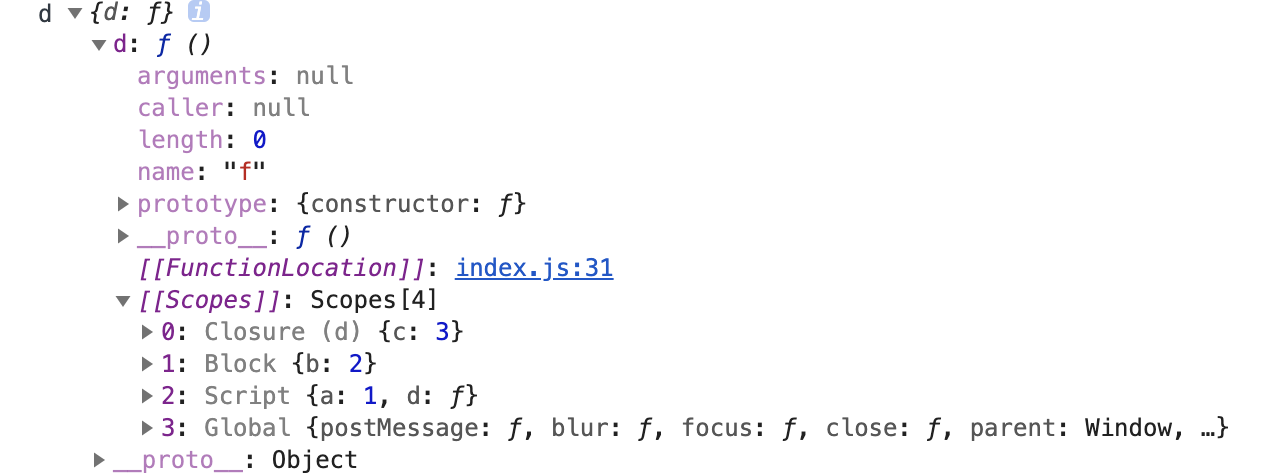 d ▼{d: ƒ} i
▼d: ƒ ()
arguments: null
caller: null
length: 0
name: "f"
▶prototype: {constructor: ƒ}
▶__proto__: ƒ ()
[[FunctionLocation]]: index.js:31
▼[[Scopes]]: Scopes[4]
▶0: Closure (d) {c: 3}
▶1: Block {b: 2}
▶2: Script {a: 1, d: ƒ}
▶3: Global {postMessage: ƒ, blur: ƒ, focus: ƒ, close: ƒ, parent: Window, …}
▶__proto__: Object